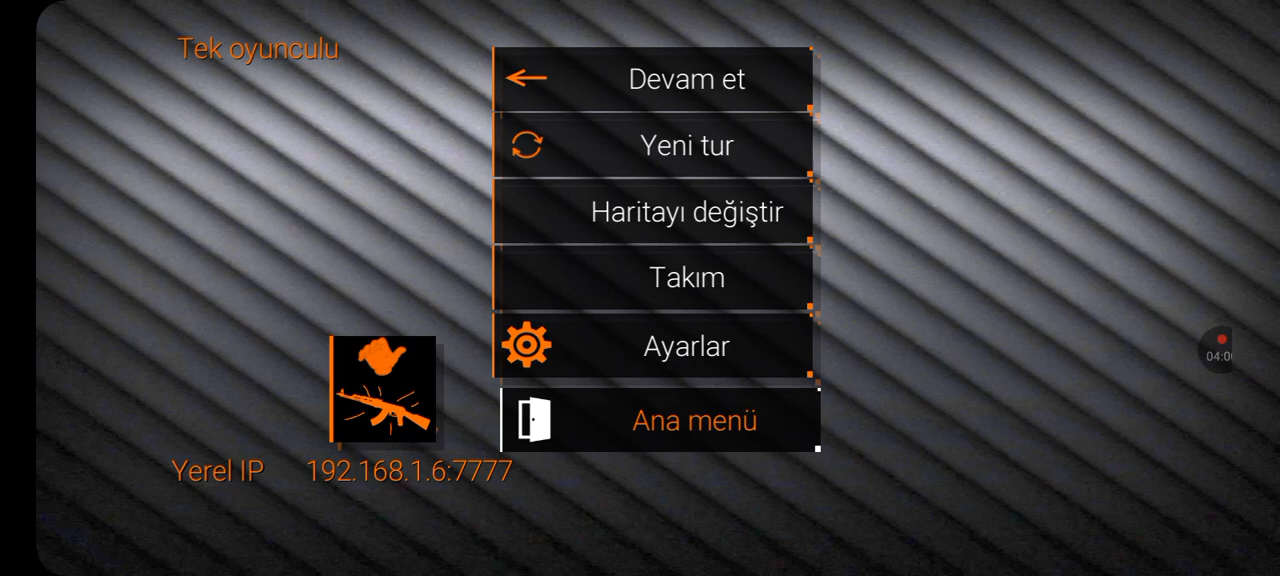 Tek oyunculu
Devam et
Yeni tur
Haritayı değiştir
Takım
Ayarlar
Ana menü
Yerel IP 192.168.1.6:7777